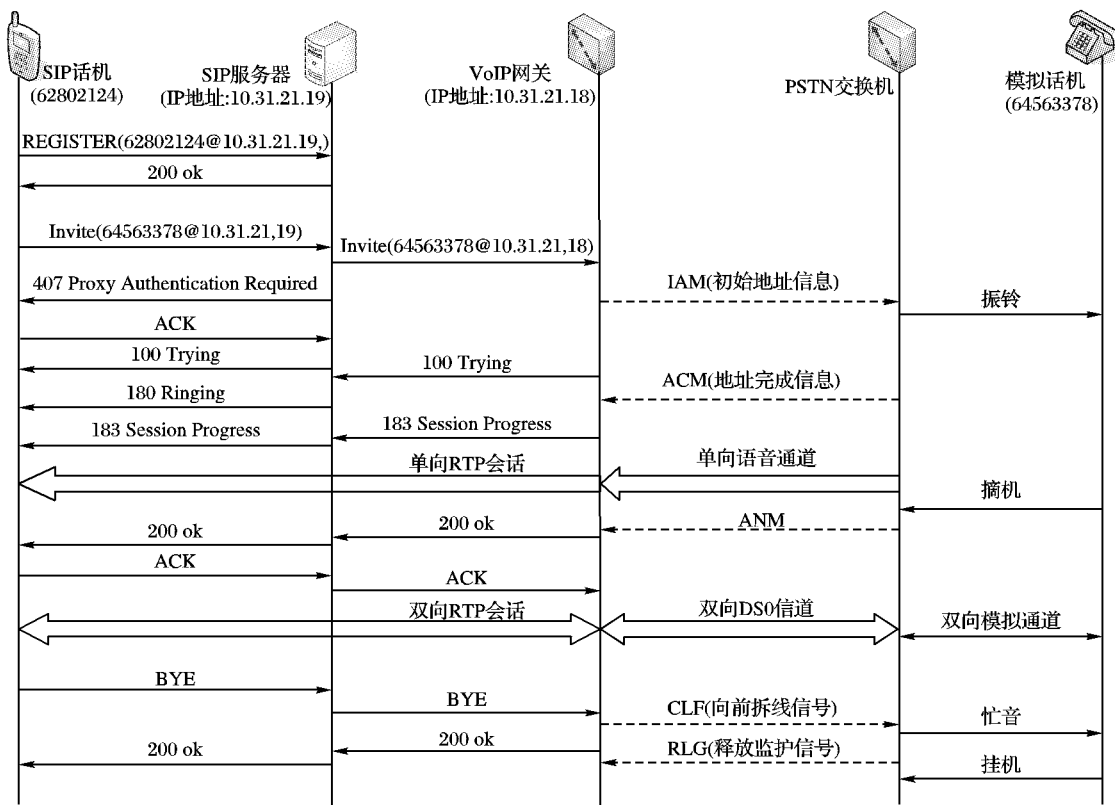 SIP话机
(62802124)
SIP服务器
(IP地址:10.31.21.19)
VoIP网关
(IP地址:10.31.21.18)
PSTN交换机
模拟话机
(64563378)
REGISTER(62802124@10.31.21.19,)
200 ok
Invite(64563378@10.31.21,19)
Invite(64563378@10.31.21,18)
407 Proxy Authentication Required
IAM(初始地址信息)
振铃
ACK
100 Trying
100 Trying
ACM(地址完成信息)
180 Ringing
183 Session Progress
183 Session Progress
单向RTP会话
单向语音通道
摘机
ANM
200 ok
200 ok
ACK
ACK
双向RTP会话
双向DS0信道
双向模拟通道
BYE
BYE
CLF(向前拆线信号)
忙音
RLG(释放监护信号)
200 ok
200 ok
挂机